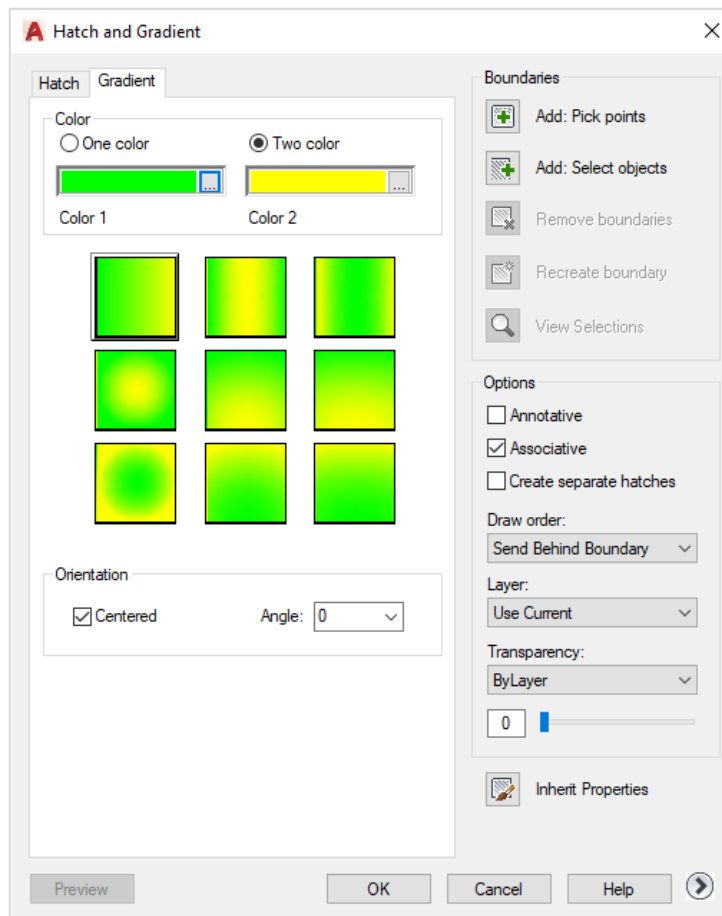 Hatch and Gradient
Hatch
Gradient
Color
One color
Two color
...
...
Color 1
Color 2
Orientation
Centered
Angle:
0
Boundaries
Add: Pick points
Add: Select objects
Remove boundaries
Recreate boundary
View Selections
Options
Annotative
Associative
Create separate hatches
Draw order:
Send Behind Boundary
Layer:
Use Current
Transparency:
ByLayer
0
Inherit Properties
Preview
OK
Cancel
Help